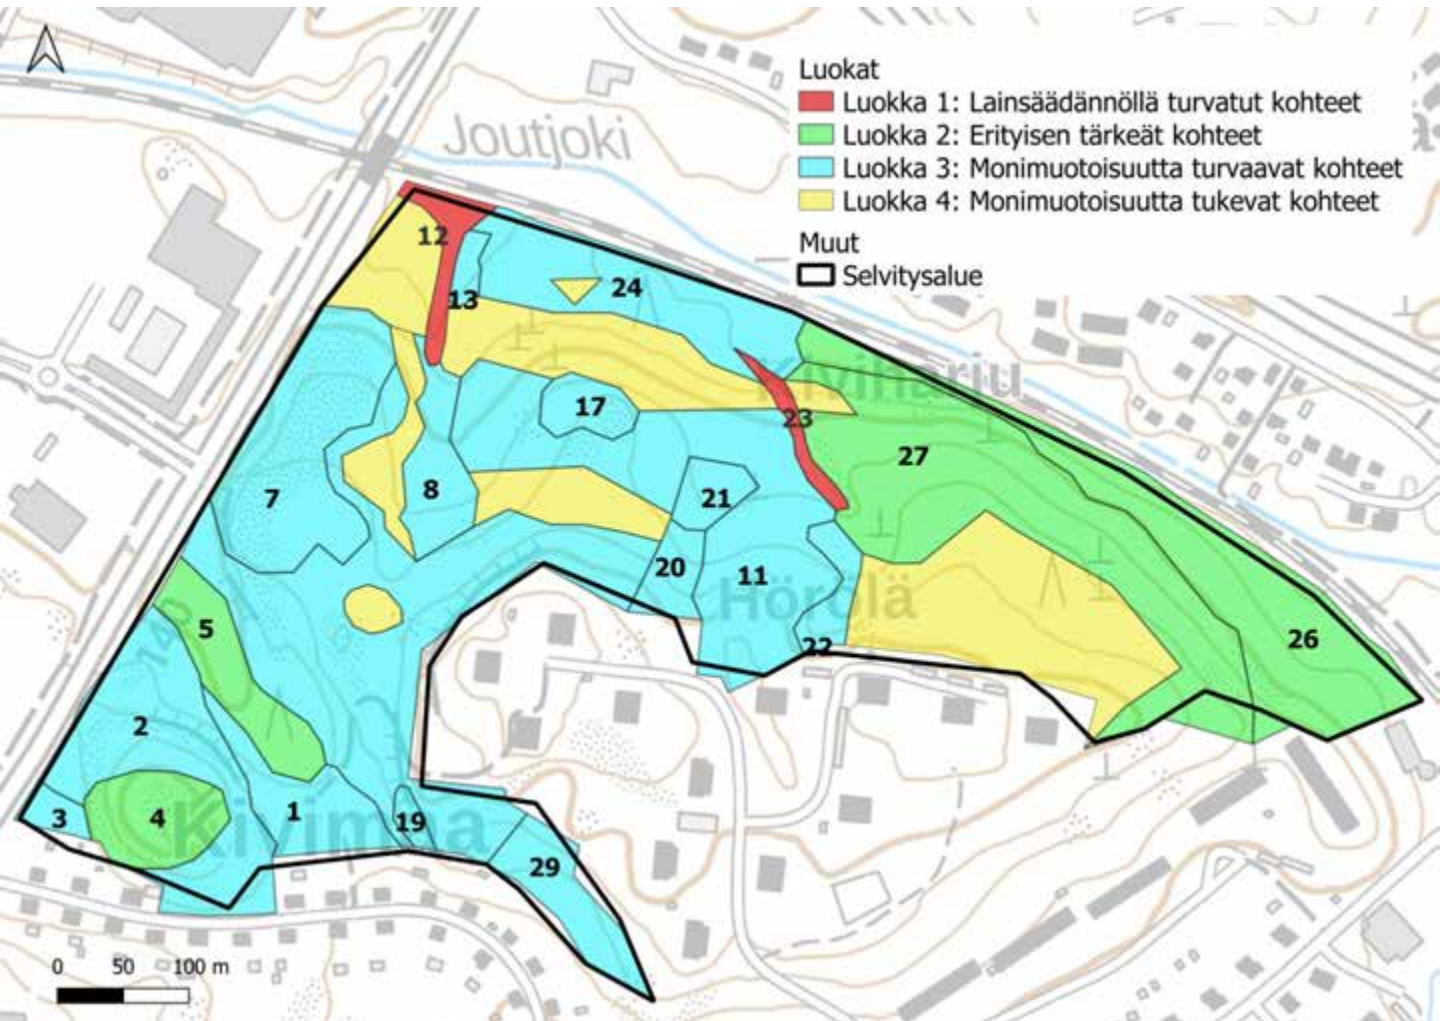 Luokat
Luokka 1: Lainsäädännöllä turvatut kohteet
Luokka 2: Erityisen tärkeät kohteet
Luokka 3: Monimuotoisuutta turvaavat kohteet
Luokka 4: Monimuotoisuutta tukevat kohteet
Muut
Selvitysalue
Joutjoki
12
13
24
Kiviharju
17
23
27
7
8
21
20
11
Hörölä
5
140
22
26
2
3
4
1
19
Kivimaa
29
0 50 100 m